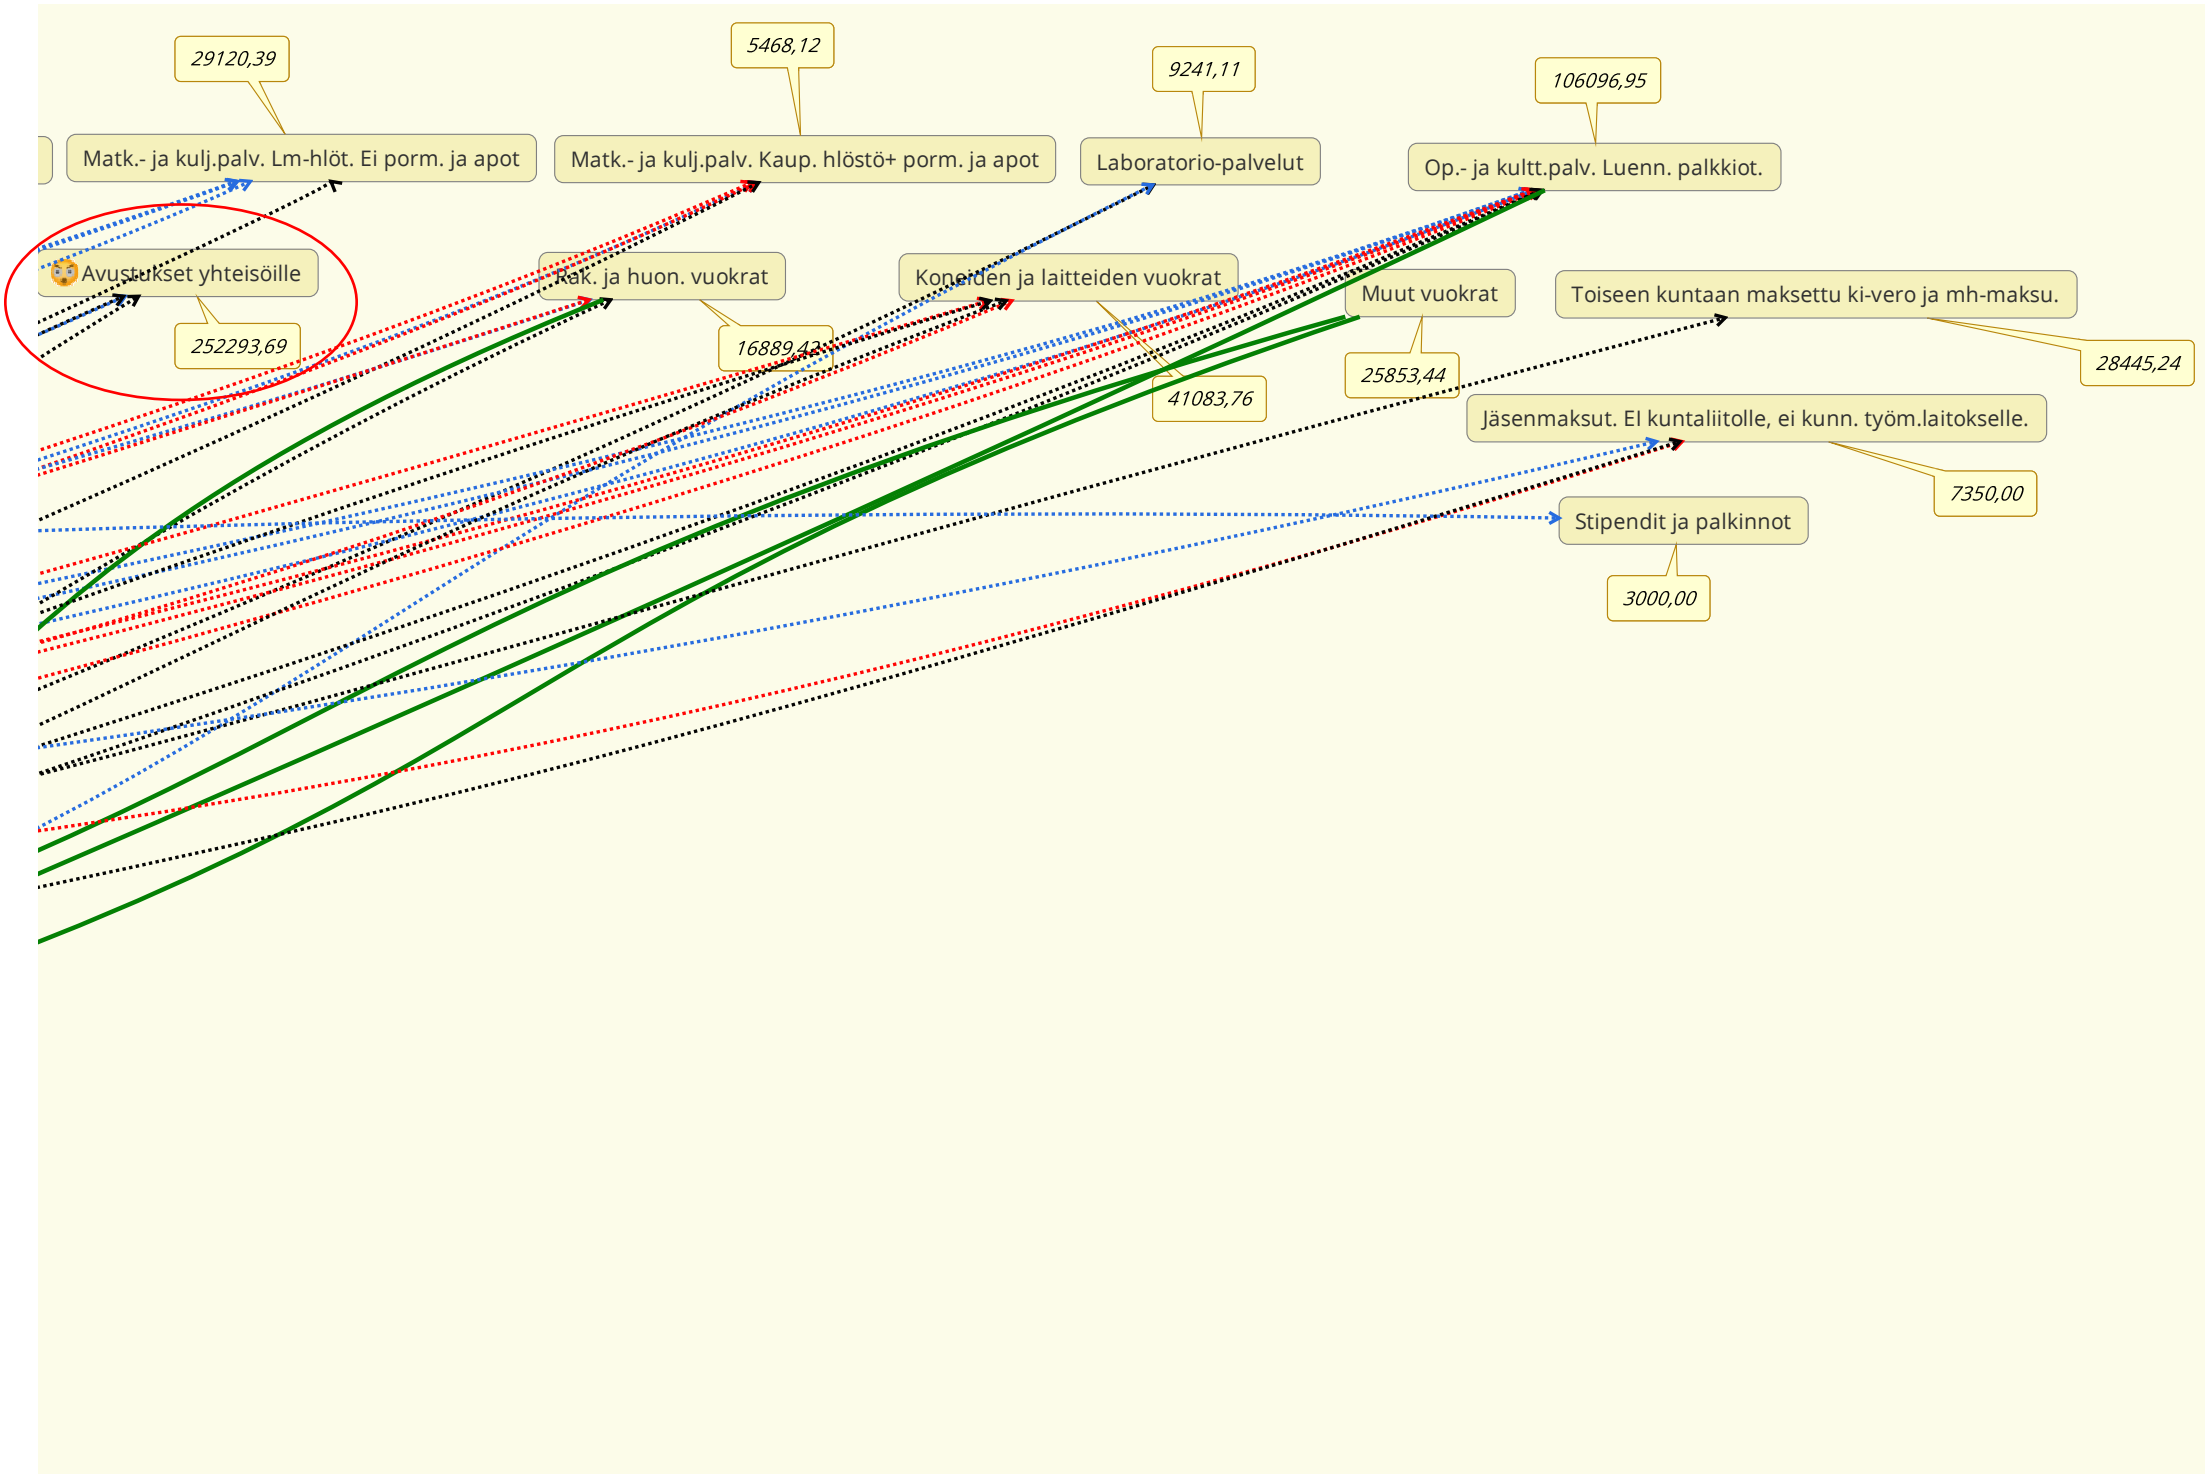 29120,39
5468,12
9241,11
106096,95
Matk.- ja kulj.palv. Lm-hlöt. Ei porm. ja apot
Matk.- ja kulj.palv. Kaup. hlöstö+ porm. ja apot
Laboratorio-palvelut
Op.- ja kultt.palv. Luenn. palkkiot.
Avustukset yhteisöille
Rak. ja huon. vuokrat
Koneiden ja laitteiden vuokrat
Muut vuokrat
Toiseen kuntaan maksettu ki-vero ja mh-maksu.
252293,69
16889,42
41083,76
25853,44
28445,24
Jäsenmaksut. EI kuntaliitolle, ei kunn. työm.laitokselle.
7350,00
Stipendit ja palkinnot
3000,00